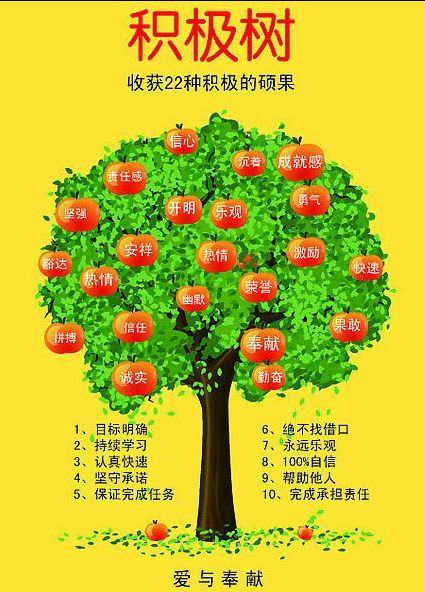 积极树
收获22种积极的硕果
信心
责任感
沉着
成就感
坚强
开明
乐观
勇气
豁达
安祥
热情
激励
快速
热情
幽默
荣誉
拼搏
信任
奉献
果敢
诚实
勤奋
1、目标明确
2、持续学习
3、认真快速
4、坚守承诺
5、保证完成任务
6、绝不找借口
7、永远乐观
8、100%自信
9、帮助他人
10、完成承担责任
爱与奉献